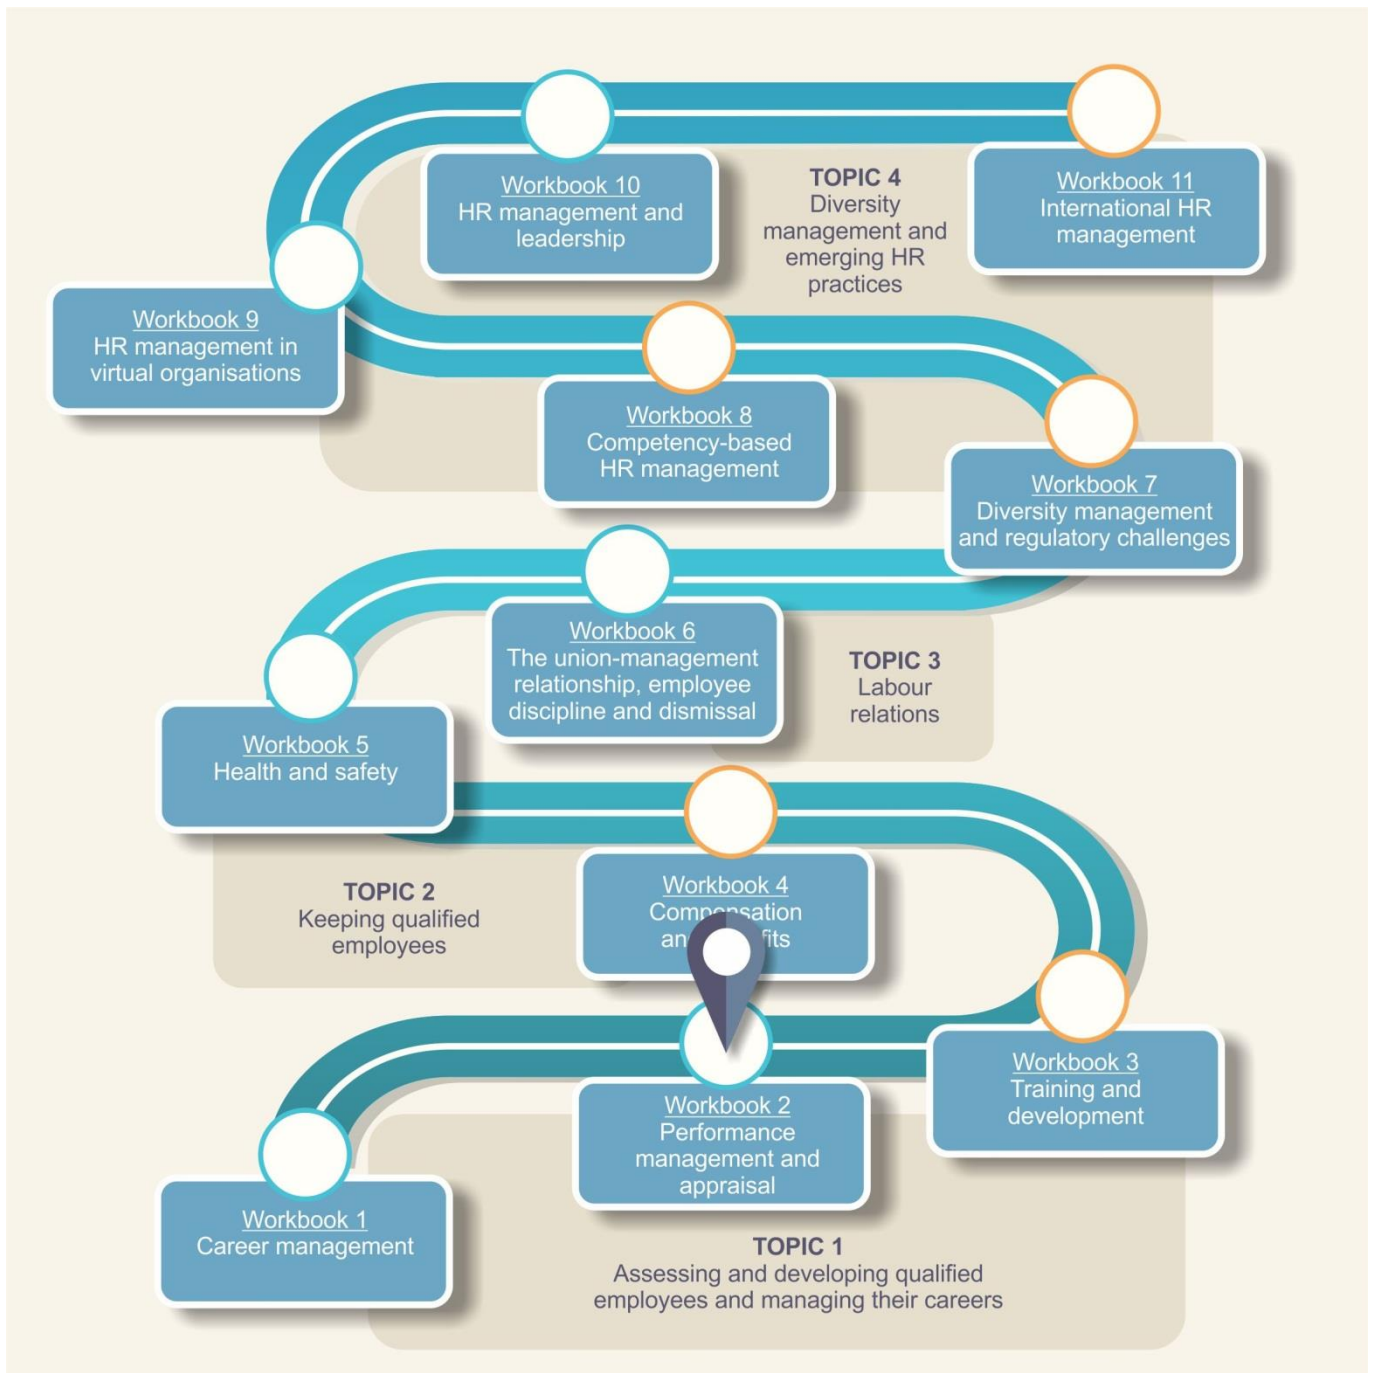 Workbook 10
HR management and
leadership
TOPIC 4
Diversity
management and
emerging HR
practices
Workbook 11
International HR
management
Workbook 9
HR management in
virtual organisations
Workbook 8
Competency-based
HR management
Workbook 7
Diversity management
and regulatory challenges
Workbook 6
The union-management
relationship, employee
discipline and dismissal
TOPIC 3
Labour
relations
Workbook 5
Health and safety
TOPIC 2
Keeping qualified
employees
Workbook 4
Compensation
Workbook 3
Training and
development
Workbook 2
Performance
management and
appraisal
Workbook 1
Career management
TOPIC 1
Assessing and developing qualified
employees and managing their careers